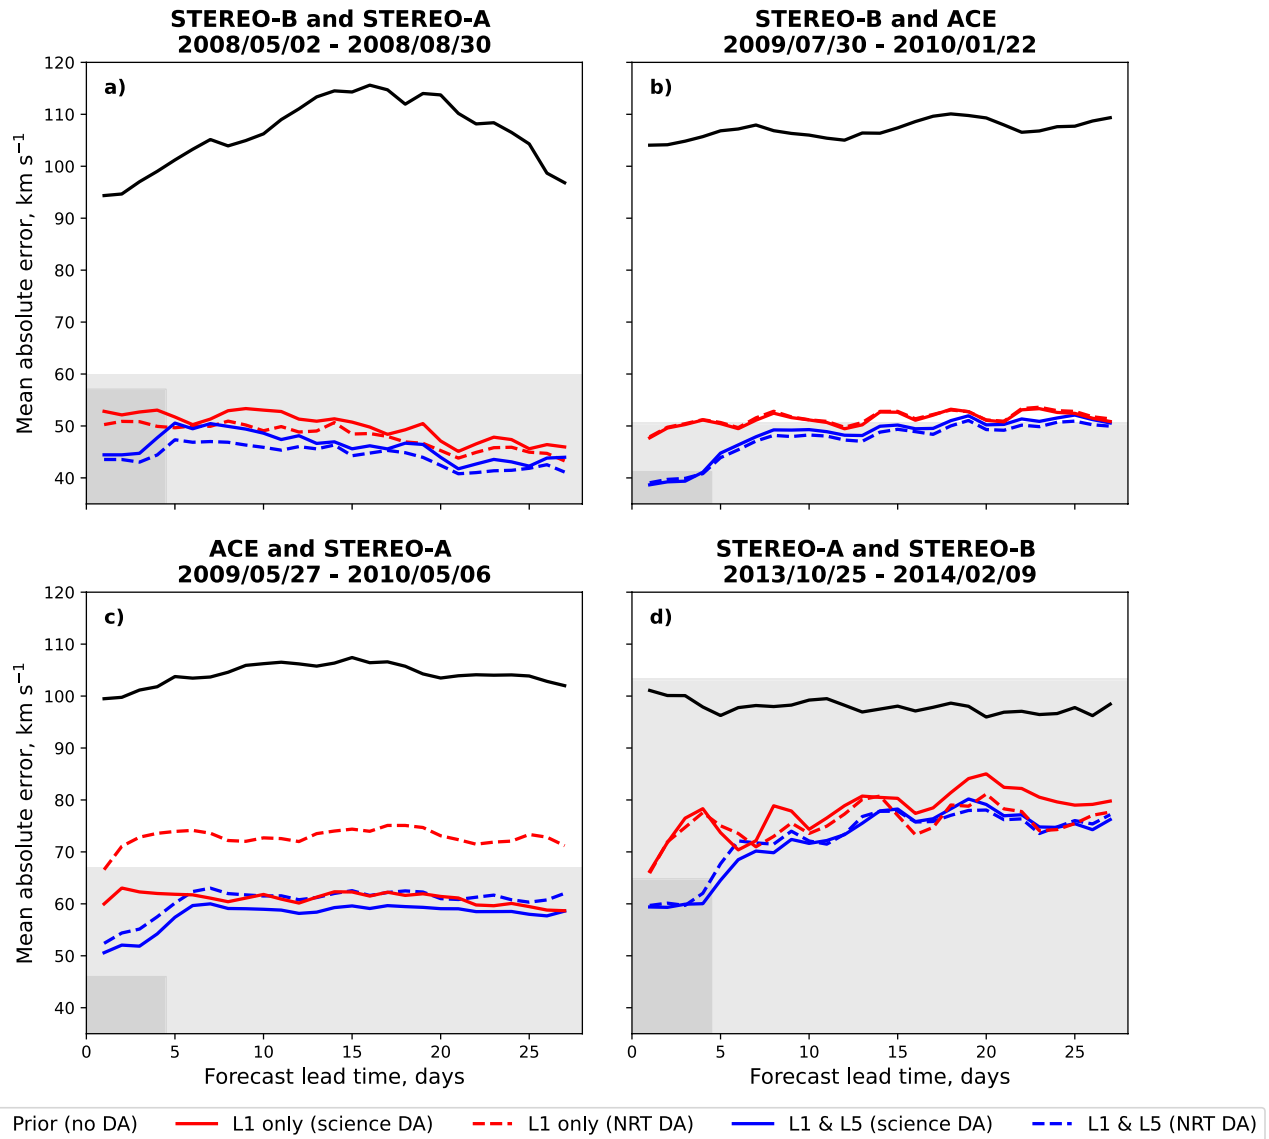 STEREO-B and STEREO-A
2008/05/02 - 2008/08/30
STEREO-B and ACE
2009/07/30 - 2010/01/22
a)
b)
120
110
100
90
80
70
60
50
40
Mean absolute error, km s⁻¹
ACE and STEREO-A
2009/05/27 - 2010/05/06
STEREO-A and STEREO-B
2013/10/25 - 2014/02/09
c)
d)
120
110
100
90
80
70
60
50
40
Mean absolute error, km s⁻¹
0 5 10 15 20 25
0 5 10 15 20 25
Forecast lead time, days
Forecast lead time, days
Prior (no DA) L1 only (science DA) L1 only (NRT DA) L1 & L5 (science DA) L1 & L5 (NRT DA)